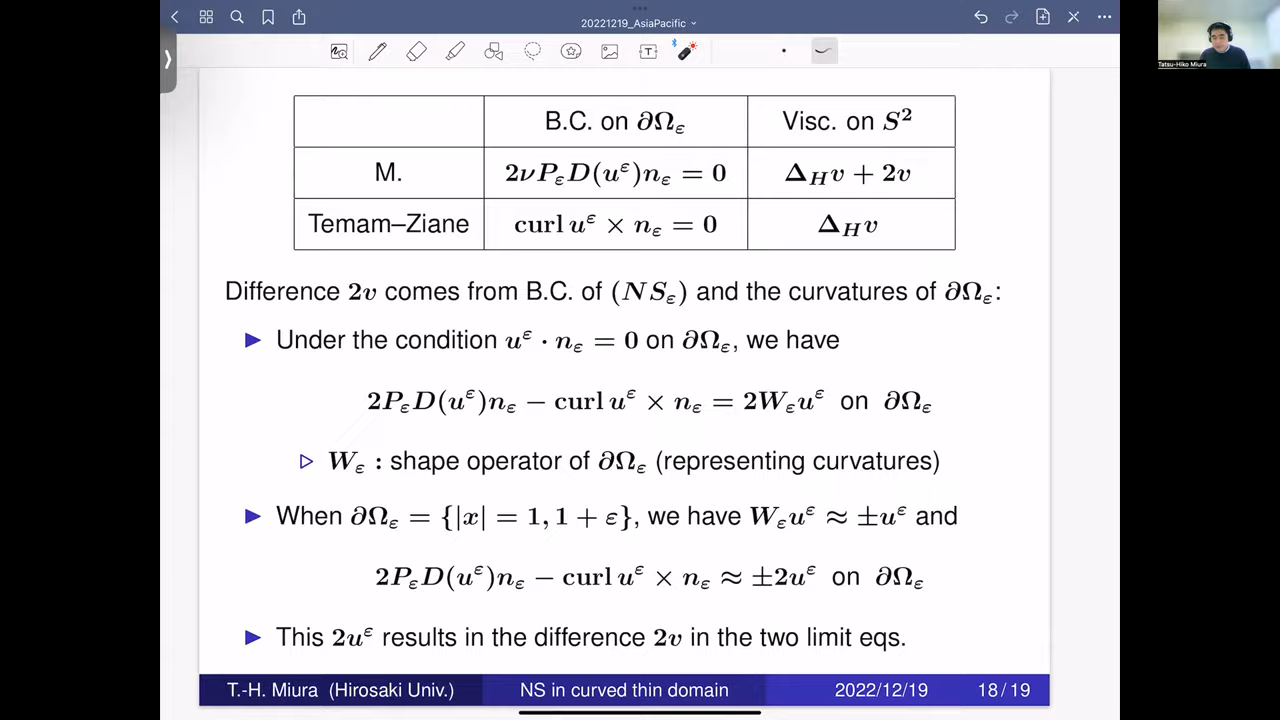 20221219_AsiaPacific
Tatsu-Hiko Miura
B.C. on ∂Ω_ε Visc. on S²
M. 2νP_εD(u^ε)n_ε = 0 Δ_H v + 2v
Temam–Ziane curl u^ε × n_ε = 0 Δ_H v
Difference 2v comes from B.C. of (NS_ε) and the curvatures of ∂Ω_ε:
▶ Under the condition u^ε · n_ε = 0 on ∂Ω_ε, we have
2P_εD(u^ε)n_ε − curl u^ε × n_ε = 2W_εu^ε on ∂Ω_ε
▷ W_ε : shape operator of ∂Ω_ε (representing curvatures)
▶ When ∂Ω_ε = {|x| = 1, 1 + ε}, we have W_εu^ε ≈ ±u^ε and
2P_εD(u^ε)n_ε − curl u^ε × n_ε ≈ ±2u^ε on ∂Ω_ε
▶ This 2u^ε results in the difference 2v in the two limit eqs.
T.-H. Miura (Hirosaki Univ.) NS in curved thin domain 2022/12/19 18 / 19